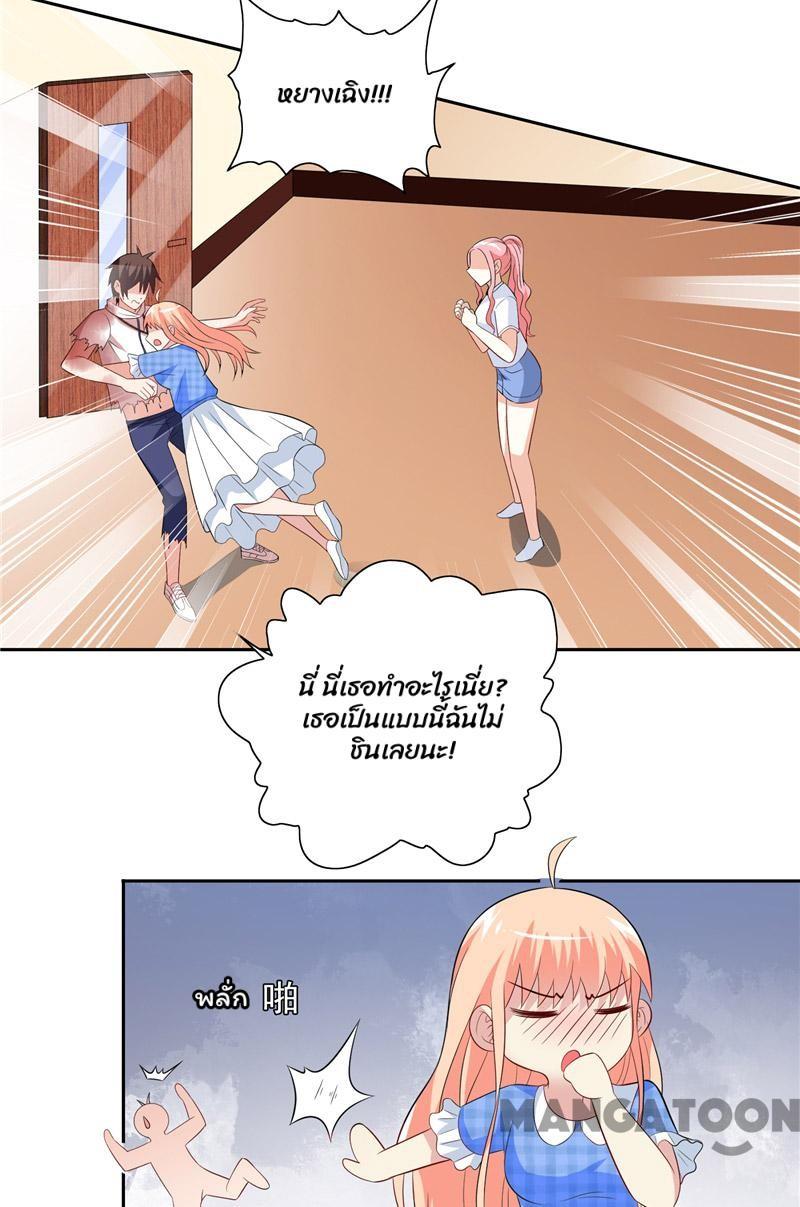 หยางเฉิง!!!
นี่ นี่เธอทำอะไรเนี่ย?
เธอเป็นแบบนี้ฉันไม่
ชินเลยนะ!
พลั่ก 啪
MANGATOON